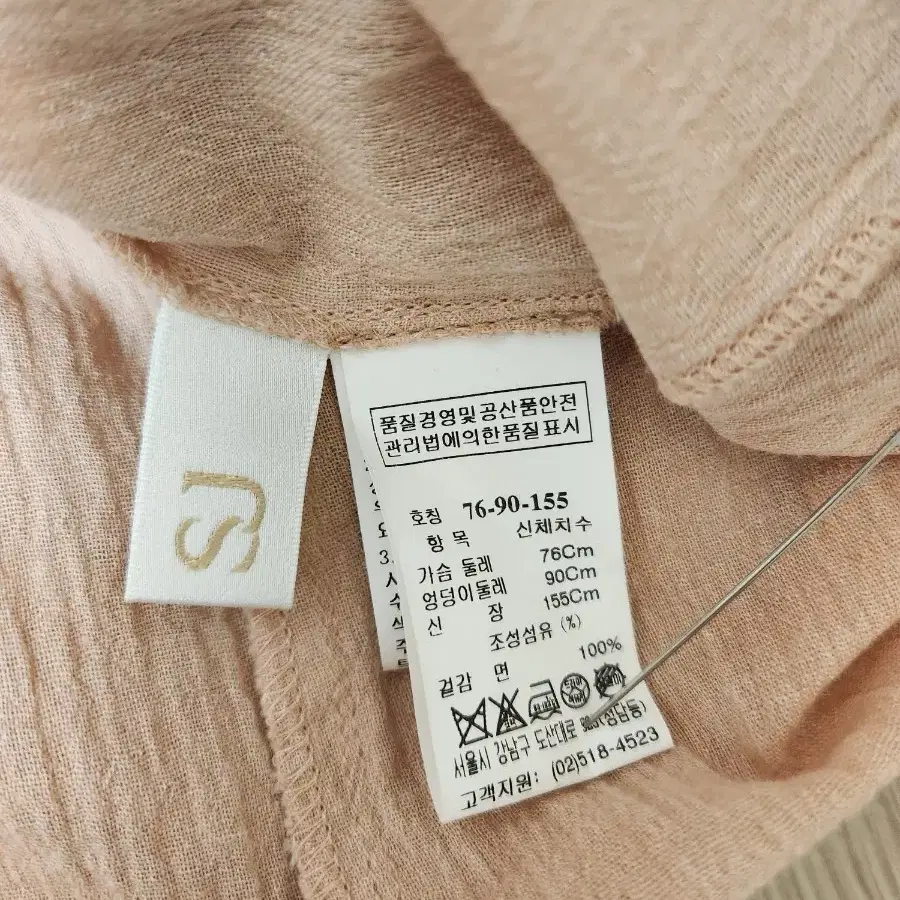 품질경영및공산품안전
관리법에의한품질표시
호칭 76-90-155
항 목 신체치수
가슴 둘레 76Cm
엉덩이둘레 90Cm
신 장 155Cm
조성섬유 (%)
겉감 면 100%
서울시 강남구 도산대로 (청담동)
고객지원: (02)518-4523